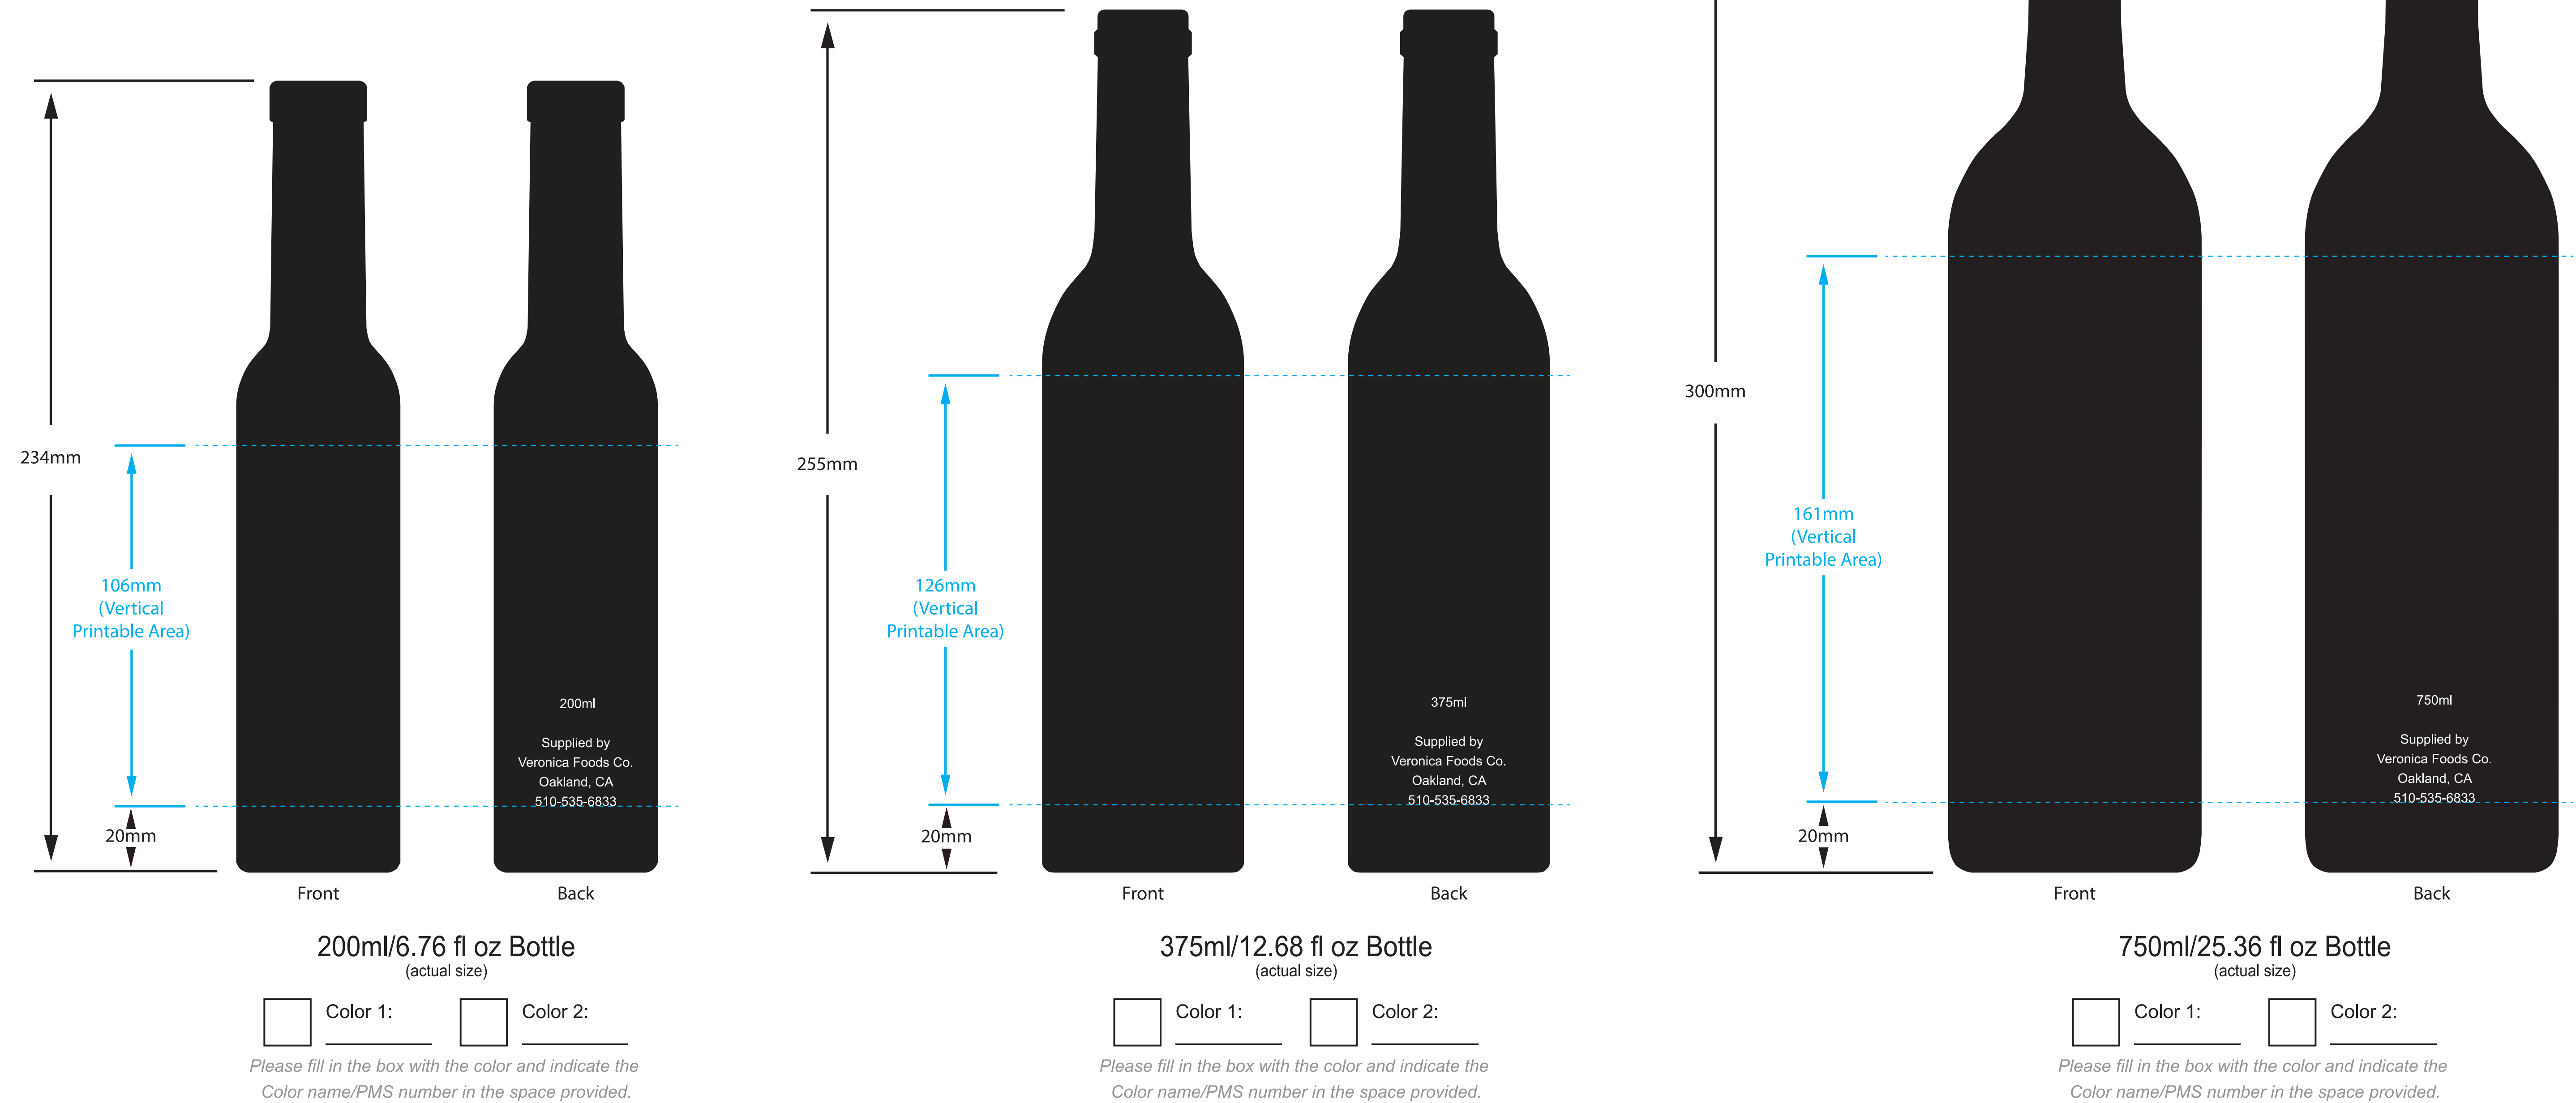 234mm
106mm
(Vertical
Printable Area)
20mm
200ml
Supplied by
Veronica Foods Co.
Oakland, CA
510-535-6833
Front
Back
200ml/6.76 fl oz Bottle
(actual size)
Color 1:
Color 2:
Please fill in the box with the color and indicate the
Color name/PMS number in the space provided.
255mm
126mm
(Vertical
Printable Area)
20mm
375ml
Supplied by
Veronica Foods Co.
Oakland, CA
510-535-6833
Front
Back
375ml/12.68 fl oz Bottle
(actual size)
Color 1:
Color 2:
Please fill in the box with the color and indicate the
Color name/PMS number in the space provided.
300mm
161mm
(Vertical
Printable Area)
20mm
750ml
Supplied by
Veronica Foods Co.
Oakland, CA
510-535-6833
Front
Back
750ml/25.36 fl oz Bottle
(actual size)
Color 1:
Color 2:
Please fill in the box with the color and indicate the
Color name/PMS number in the space provided.